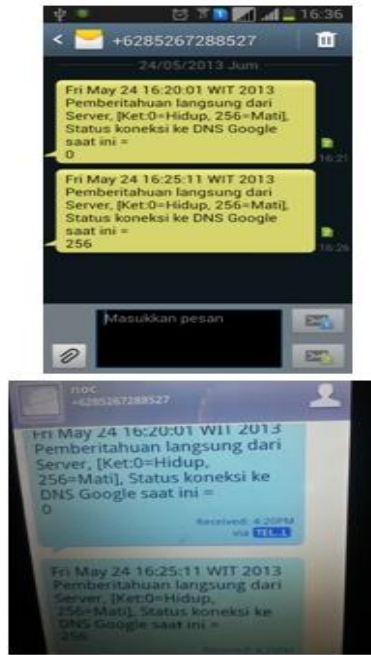 16:36
+6285267288527
24/05/2013 Jum
Fri May 24 16:20:01 WIT 2013
Pemberitahuan langsung dari
Server, [Ket:0=Hidup, 256=Mati],
Status koneksi ke DNS Google
saat ini =
0
16:21
Fri May 24 16:25:11 WIT 2013
Pemberitahuan langsung dari
Server, [Ket:0=Hidup, 256=Mati],
Status koneksi ke DNS Google
saat ini =
256
16:26
Masukkan pesan
noc
+6285267288527
Fri May 24 16:20:01 WIT 2013
Pemberitahuan langsung dari
Server, [Ket:0=Hidup,
256=Mati], Status koneksi ke
DNS Google saat ini =
0
Received: 4:20PM
via TEL..L
Fri May 24 16:25:11 WIT 2013
Pemberitahuan langsung dari
Server, [Ket:0=Hidup,
256=Mati], Status koneksi ke
DNS Google saat ini =
256